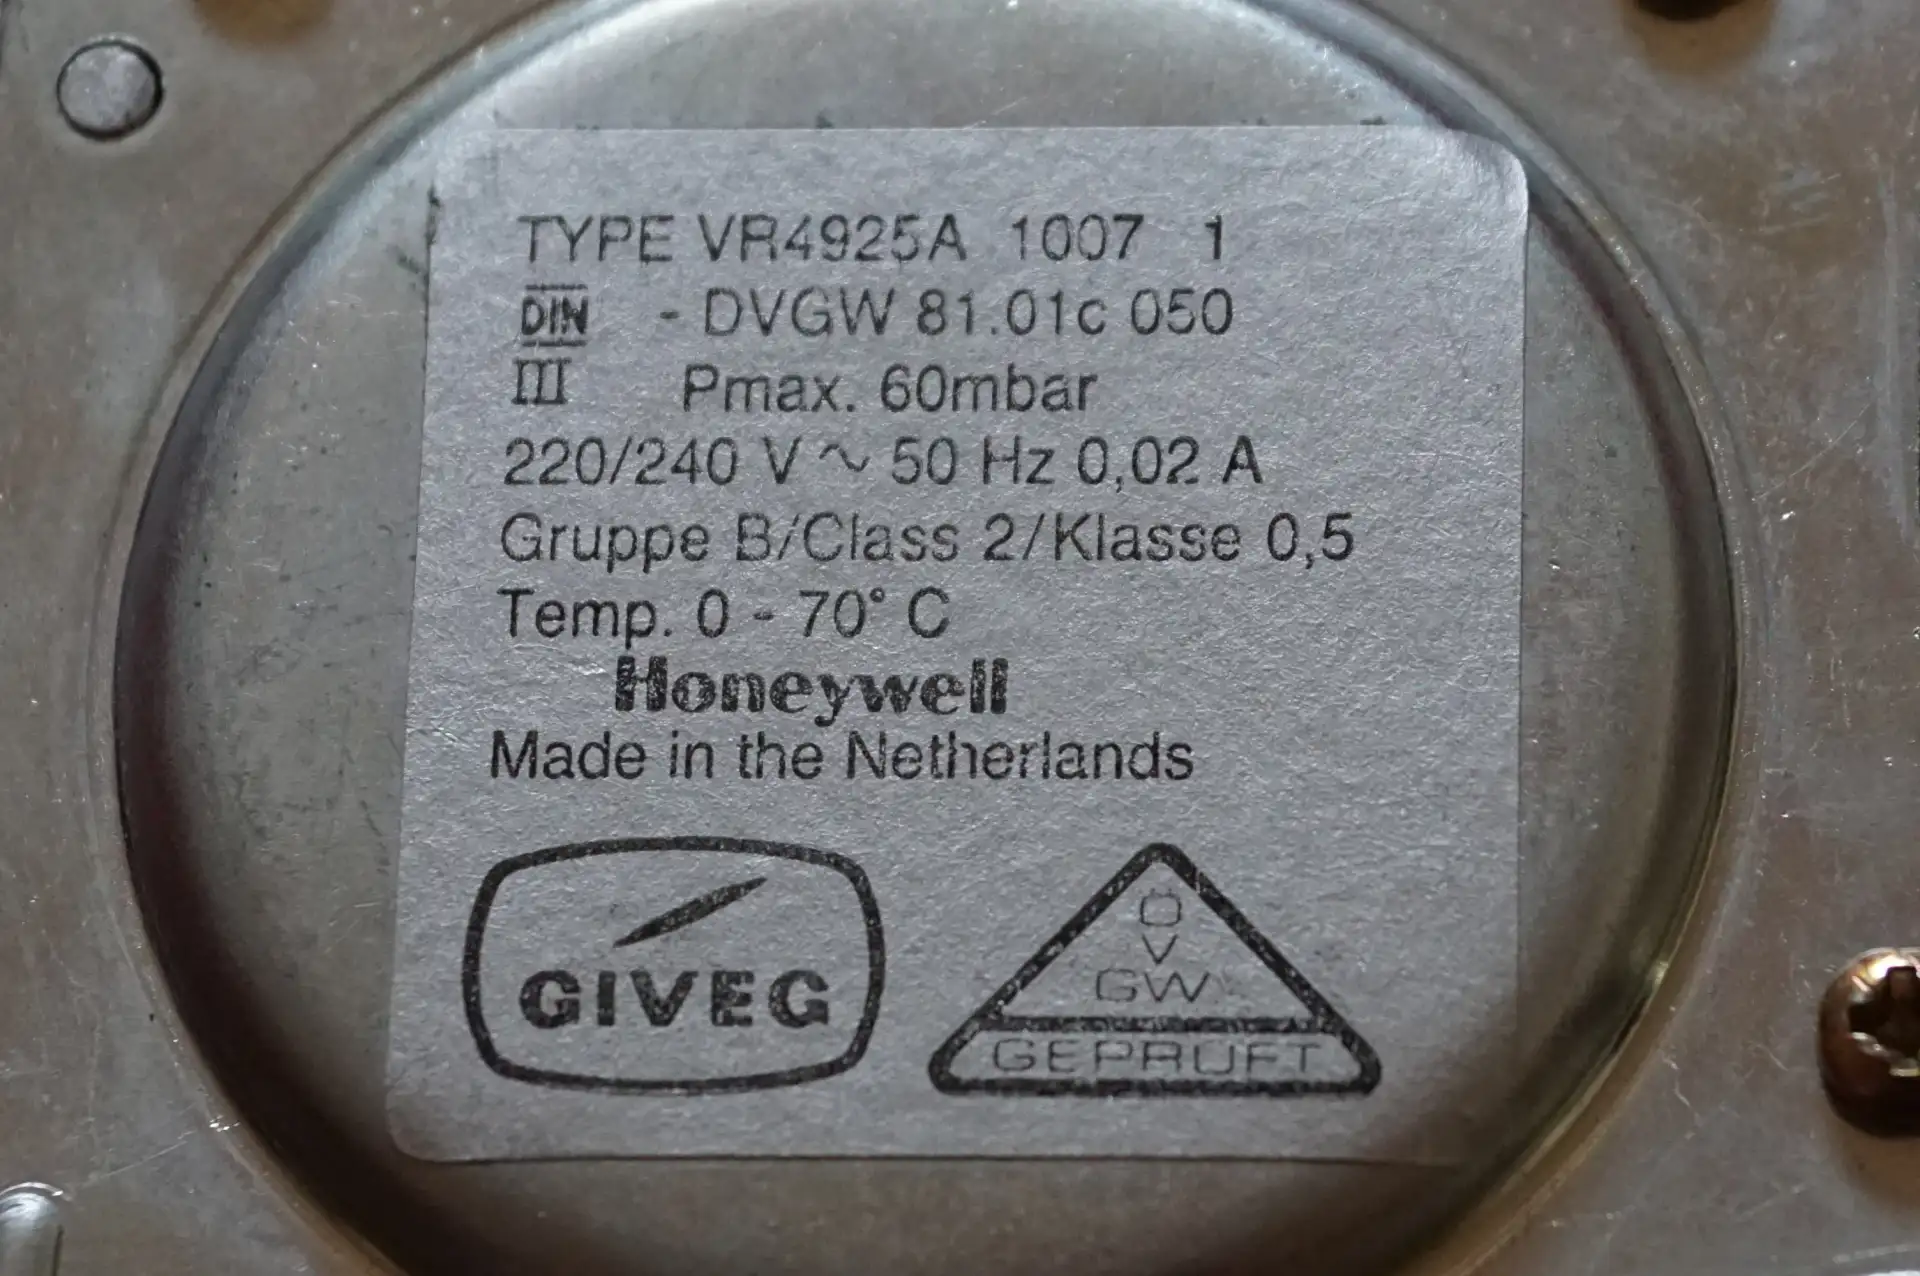 TYPE VR4925A 1007 1
DIN - DVGW 81.01c 050
III Pmax. 60mbar
220/240 V ~ 50 Hz 0,02 A
Gruppe B/Class 2/Klasse 0,5
Temp. 0 - 70° C
Honeywell
Made in the Netherlands
GIVEG
Ö
V
GW
GEPRUFT